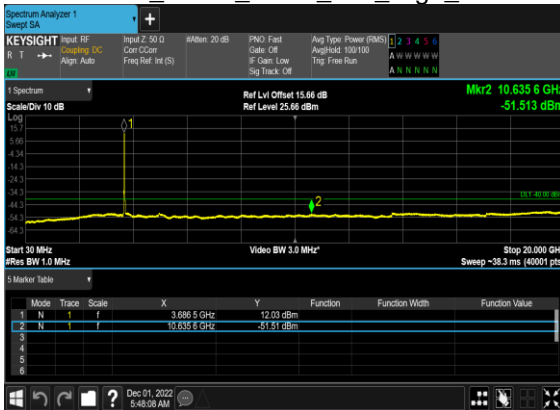 Spectrum Analyzer 1
Swept SA
+
KEYSIGHT Input: RF Input Z: 50 Ω #Atten: 20 dB PNO: Fast Avg Type: Power (RMS) 1 2 3 4 5 6
R T Coupling: DC Corr CCorr Gate: Off Avg|Hold: 100/100 A W W W W W
Align: Auto Freq Ref: Int (S) IF Gain: Low Trig: Free Run
Sig Track: Off A N N N N N
1 Spectrum Ref Lvl Offset 15.66 dB Mkr2 10.635 6 GHz
Scale/Div 10 dB Ref Level 25.66 dBm -51.513 dBm
Log
15.7
5.66
-4.34
-14.3
-24.3
-34.3
-44.3
-54.3
-64.3
1
2
DL1 -40.00 dBm
Start 30 MHz Video BW 3.0 MHz* Stop 20.000 GHz
#Res BW 1.0 MHz Sweep ~38.3 ms (40001 pts)
5 Marker Table
Mode Trace Scale X Y Function Function Width Function Value
1 N 1 f 3.686 5 GHz 12.03 dBm
2 N 1 f 10.635 6 GHz -51.51 dBm
3
4
5
6
? Dec 01, 2022
5:48:08 AM